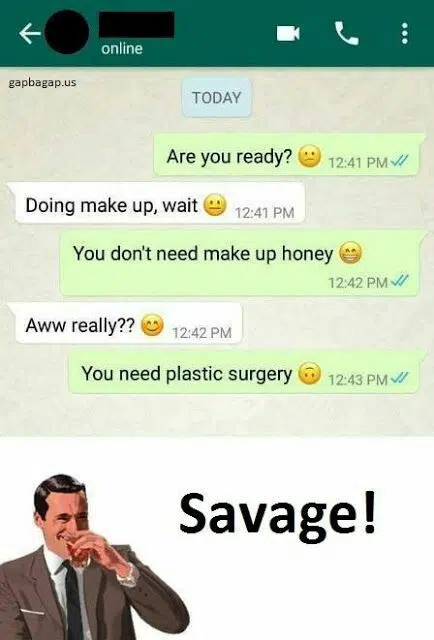 online
gapbagap.us
TODAY
Are you ready? 😕 12:41 PM
Doing make up, wait 😐 12:41 PM
You don't need make up honey 😁
12:42 PM
Aww really?? 😊 12:42 PM
You need plastic surgery 🙃 12:43 PM
Savage!